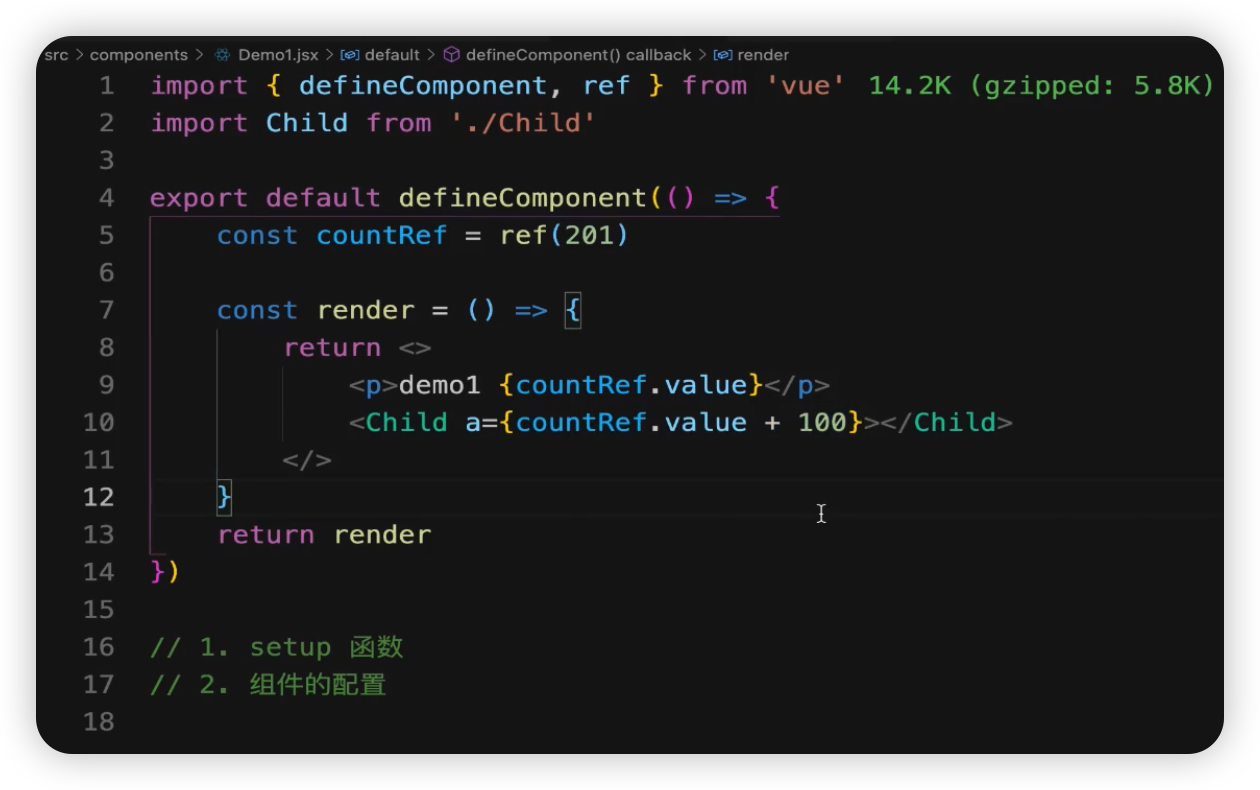 src > components > Demo1.jsx > default > defineComponent() callback > render
1 import { defineComponent, ref } from 'vue' 14.2K (gzipped: 5.8K)
2 import Child from './Child'
3
4 export default defineComponent(() => {
5     const countRef = ref(201)
6
7     const render = () => {
8         return <>
9             <p>demo1 {countRef.value}</p>
10             <Child a={countRef.value + 100}></Child>
11         </>
12     }
13     return render
14 })
15
16 // 1. setup 函数
17 // 2. 组件的配置
18